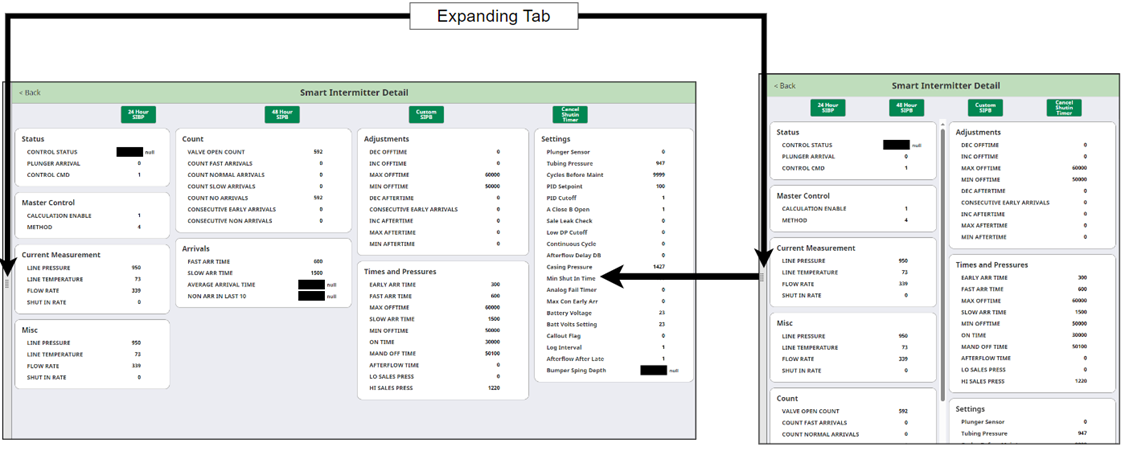 Expanding Tab
< Back
Smart Intermitter Detail
24 Hour
SIBP
48 Hour
SIPB
Custom
SIPB
Cancel
Shutin
Timer
Status
CONTROL STATUS null
PLUNGER ARRIVAL 0
CONTROL CMD 1
Master Control
CALCULATION ENABLE 1
METHOD 4
Current Measurement
LINE PRESSURE 950
LINE TEMPERATURE 73
FLOW RATE 339
SHUT IN RATE 0
Misc
LINE PRESSURE 950
LINE TEMPERATURE 73
FLOW RATE 339
SHUT IN RATE 0
Count
VALVE OPEN COUNT 592
COUNT FAST ARRIVALS 0
COUNT NORMAL ARRIVALS 0
COUNT SLOW ARRIVALS 0
COUNT NO ARRIVALS 592
CONSECUTIVE EARLY ARRIVALS 0
CONSECUTIVE NON ARRIVALS 0
Arrivals
FAST ARR TIME 600
SLOW ARR TIME 1500
AVERAGE ARRIVAL TIME null
NON ARR IN LAST 10 null
Adjustments
DEC OFFTIME 0
INC OFFTIME 0
MAX OFFTIME 60000
MIN OFFTIME 50000
DEC AFTERTIME 0
CONSECUTIVE EARLY ARRIVALS 0
INC AFTERTIME 0
MAX AFTERTIME 0
MIN AFTERTIME 0
Times and Pressures
EARLY ARR TIME 300
FAST ARR TIME 600
MAX OFFTIME 60000
SLOW ARR TIME 1500
MIN OFFTIME 50000
ON TIME 30000
MAND OFF TIME 50100
AFTERFLOW TIME 0
LO SALES PRESS 0
HI SALES PRESS 1220
Settings
Plunger Sensor 0
Tubing Pressure 947
Cycles Before Maint 9999
PID Setpoint 100
PID Cutoff 1
A Close B Open 1
Sale Leak Check 0
Low DP Cutoff 0
Continuous Cycle 0
Afterflow Delay DB 0
Casing Pressure 1427
Min Shut In Time
Analog Fail Timer 0
Max Con Early Arr 0
Battery Voltage 23
Batt Volts Setting 23
Callout Flag 0
Log Interval 1
Afterflow After Late 1
Bumper Sping Depth null
< Back
Smart Intermitter Detail
24 Hour
SIBP
48 Hour
SIPB
Custom
SIPB
Cancel
Shutin
Timer
Status
CONTROL STATUS null
PLUNGER ARRIVAL 0
CONTROL CMD 1
Master Control
CALCULATION ENABLE 1
METHOD 4
Current Measurement
LINE PRESSURE 950
LINE TEMPERATURE 73
FLOW RATE 339
SHUT IN RATE 0
Misc
LINE PRESSURE 950
LINE TEMPERATURE 73
FLOW RATE 339
SHUT IN RATE 0
Count
VALVE OPEN COUNT 592
COUNT FAST ARRIVALS 0
COUNT NORMAL ARRIVALS 0
Adjustments
DEC OFFTIME 0
INC OFFTIME 0
MAX OFFTIME 60000
MIN OFFTIME 50000
DEC AFTERTIME 0
CONSECUTIVE EARLY ARRIVALS 0
INC AFTERTIME 0
MAX AFTERTIME 0
MIN AFTERTIME 0
Times and Pressures
EARLY ARR TIME 300
FAST ARR TIME 600
MAX OFFTIME 60000
SLOW ARR TIME 1500
MIN OFFTIME 50000
ON TIME 30000
MAND OFF TIME 50100
AFTERFLOW TIME 0
LO SALES PRESS 0
HI SALES PRESS 1220
Settings
Plunger Sensor 0
Tubing Pressure 947